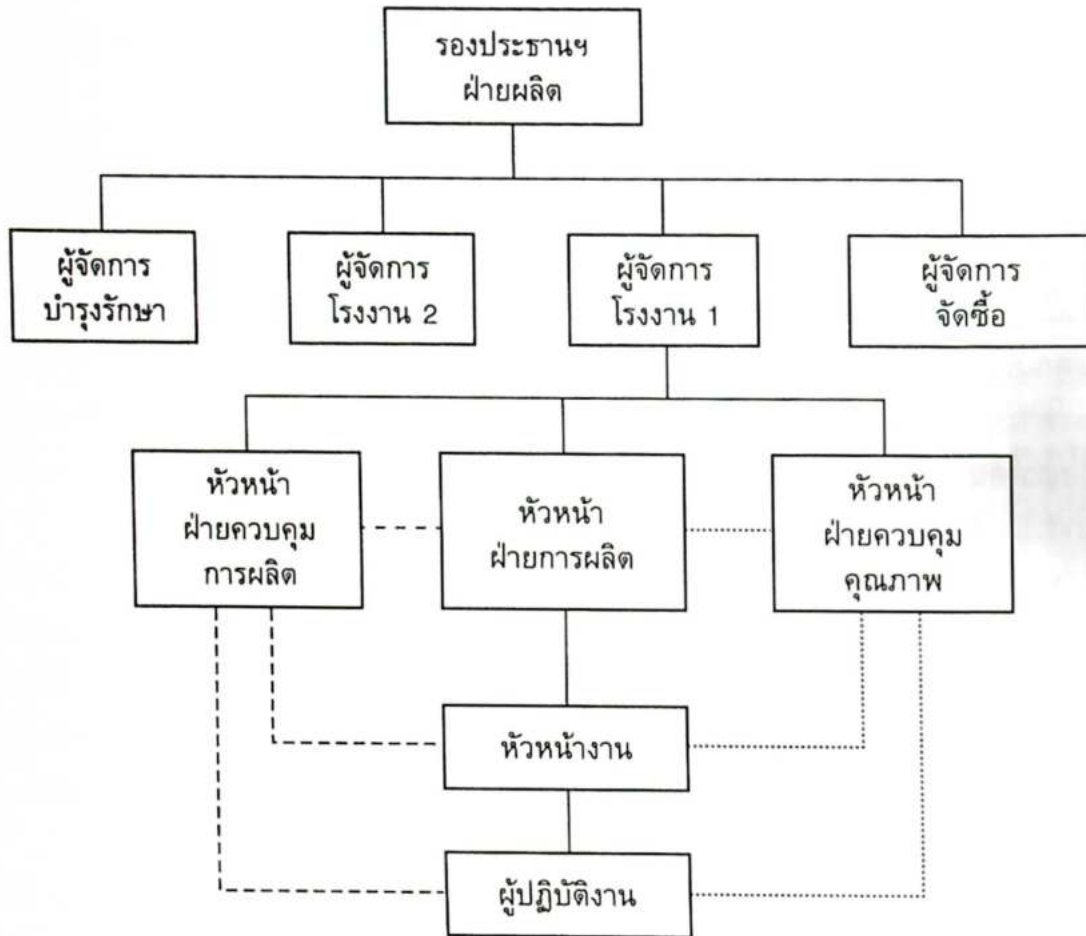 รองประธานฯ
ฝ่ายผลิต
ผู้จัดการ
บำรุงรักษา
ผู้จัดการ
โรงงาน 2
ผู้จัดการ
โรงงาน 1
ผู้จัดการ
จัดซื้อ
หัวหน้า
ฝ่ายควบคุม
การผลิต
หัวหน้า
ฝ่ายการผลิต
หัวหน้า
ฝ่ายควบคุม
คุณภาพ
หัวหน้างาน
ผู้ปฏิบัติงาน